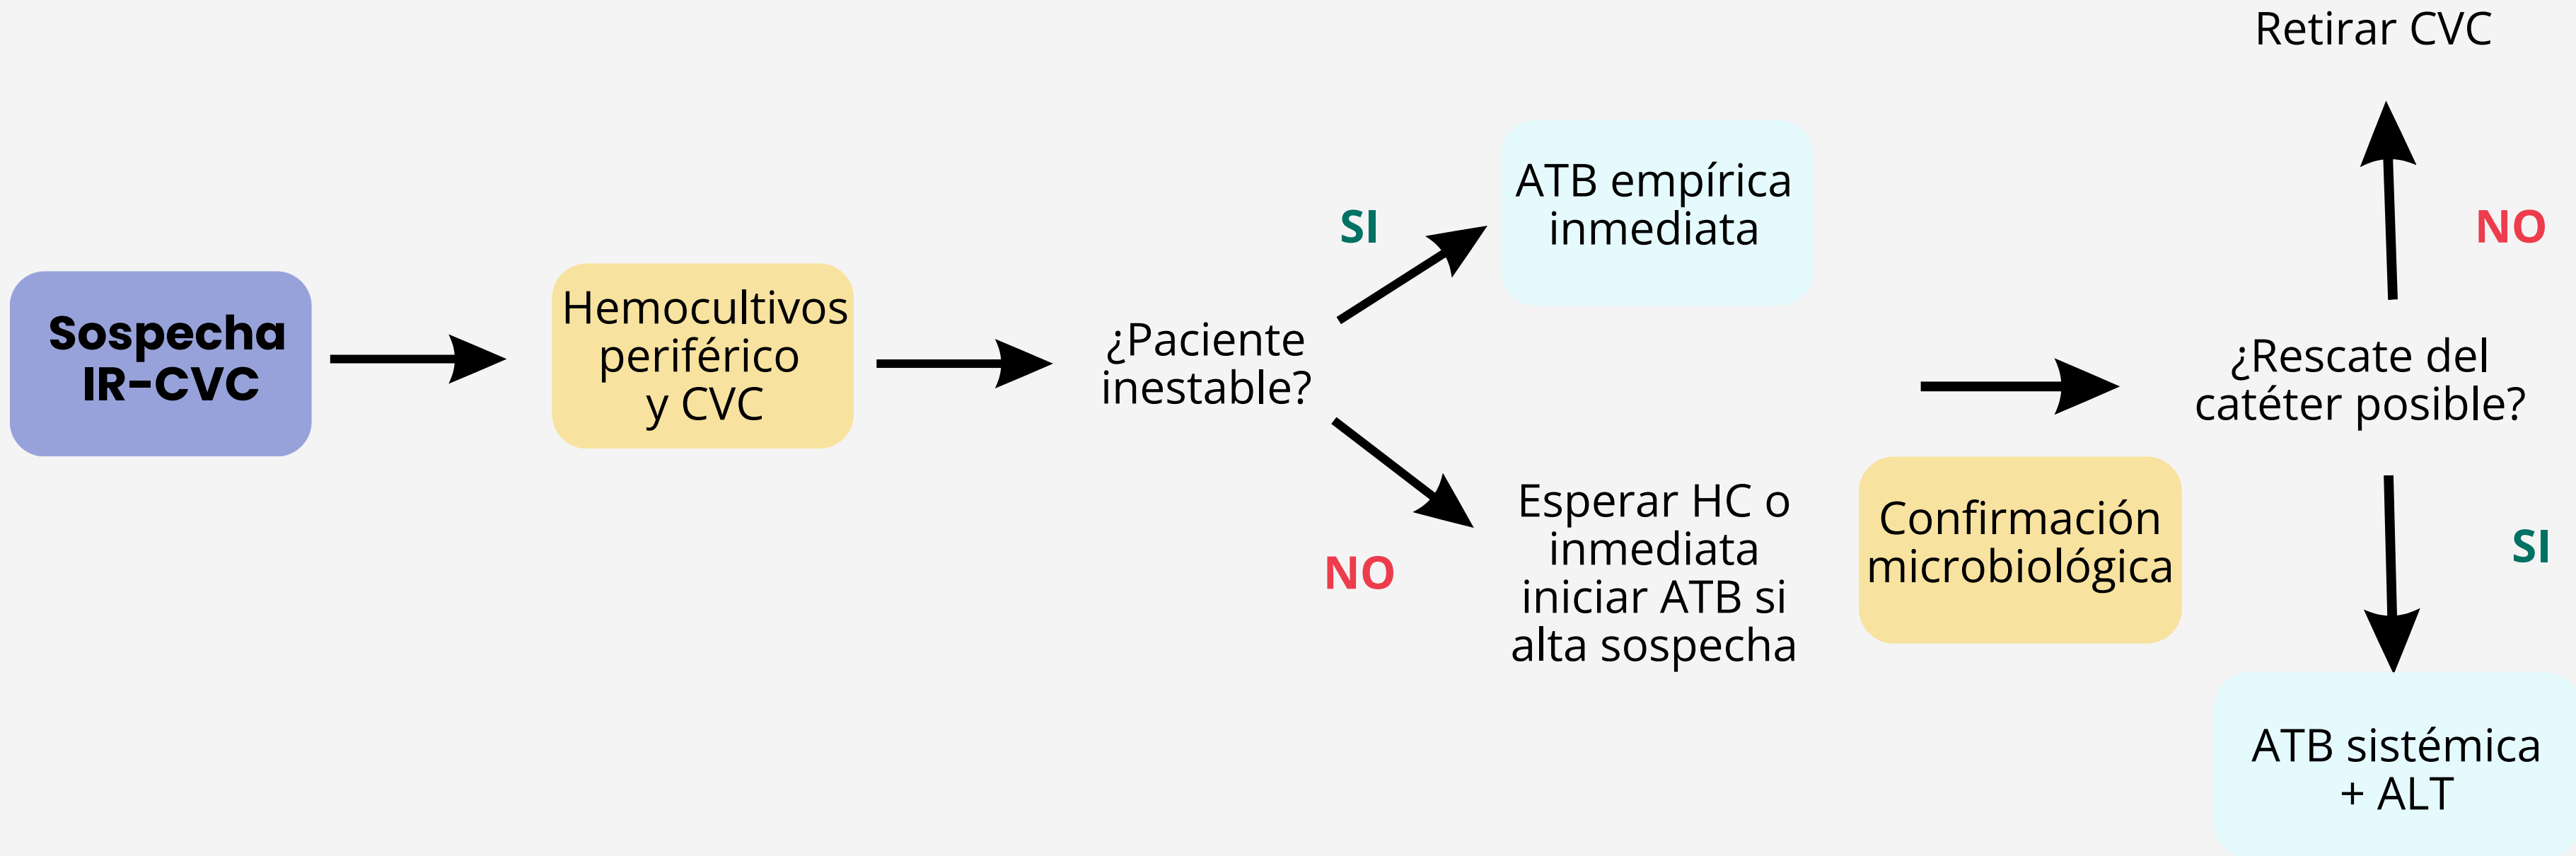 Sospecha
IR-CVC
Hemocultivos
periférico
y CVC
¿Paciente
inestable?
SI
ATB empírica
inmediata
NO
Esperar HC o
inmediata
iniciar ATB si
alta sospecha
Confirmación
microbiológica
¿Rescate del
catéter posible?
NO
Retirar CVC
SI
ATB sistémica
+ ALT